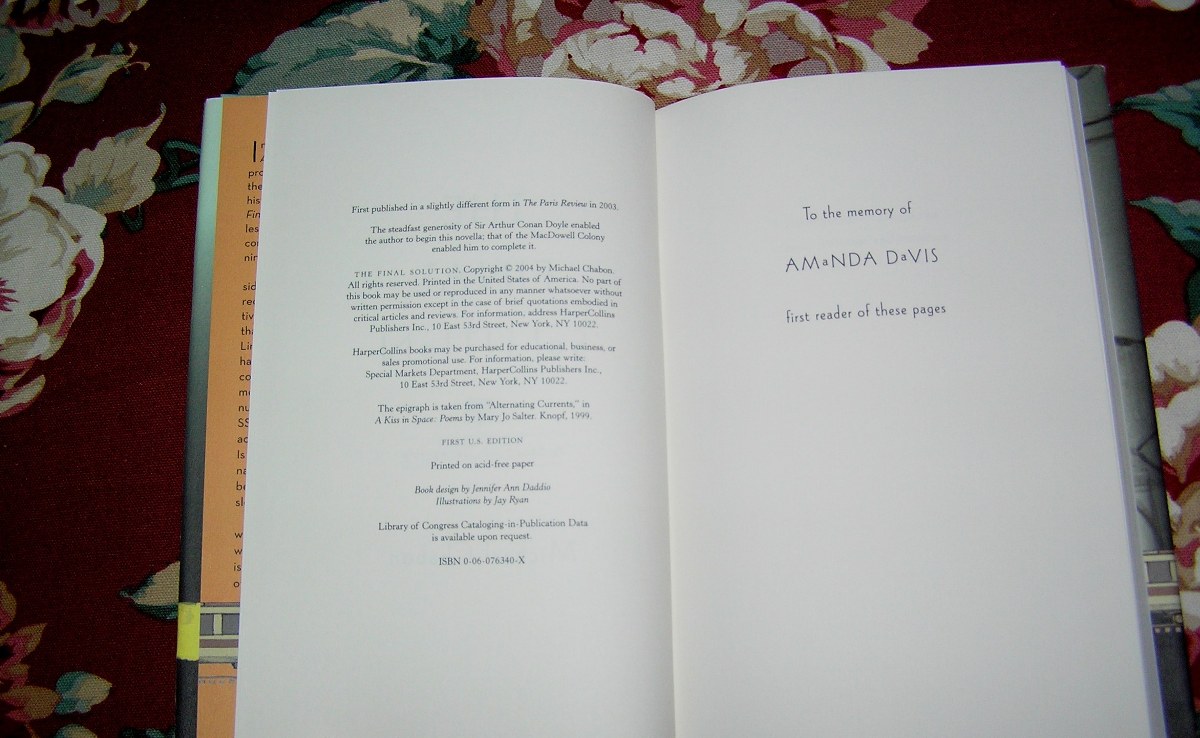 First published in a slightly different form in The Paris Review in 2003.
The steadfast generosity of Sir Arthur Conan Doyle enabled
the author to begin this novella; that of the MacDowell Colony
enabled him to complete it.
THE FINAL SOLUTION. Copyright © 2004 by Michael Chabon.
All rights reserved. Printed in the United States of America. No part of
this book may be used or reproduced in any manner whatsoever without
written permission except in the case of brief quotations embodied in
critical articles and reviews. For information, address HarperCollins
Publishers Inc., 10 East 53rd Street, New York, NY 10022.
HarperCollins books may be purchased for educational, business, or
sales promotional use. For information, please write:
Special Markets Department, HarperCollins Publishers Inc.,
10 East 53rd Street, New York, NY 10022.
The epigraph is taken from "Alternating Currents," in
A Kiss in Space: Poems by Mary Jo Salter. Knopf, 1999.
FIRST U.S. EDITION
Printed on acid-free paper
Book design by Jennifer Ann Daddio
Illustrations by Jay Ryan
Library of Congress Cataloging-in-Publication Data
is available upon request.
ISBN 0-06-076340-X
To the memory of
AMaNDA DaVIS
first reader of these pages